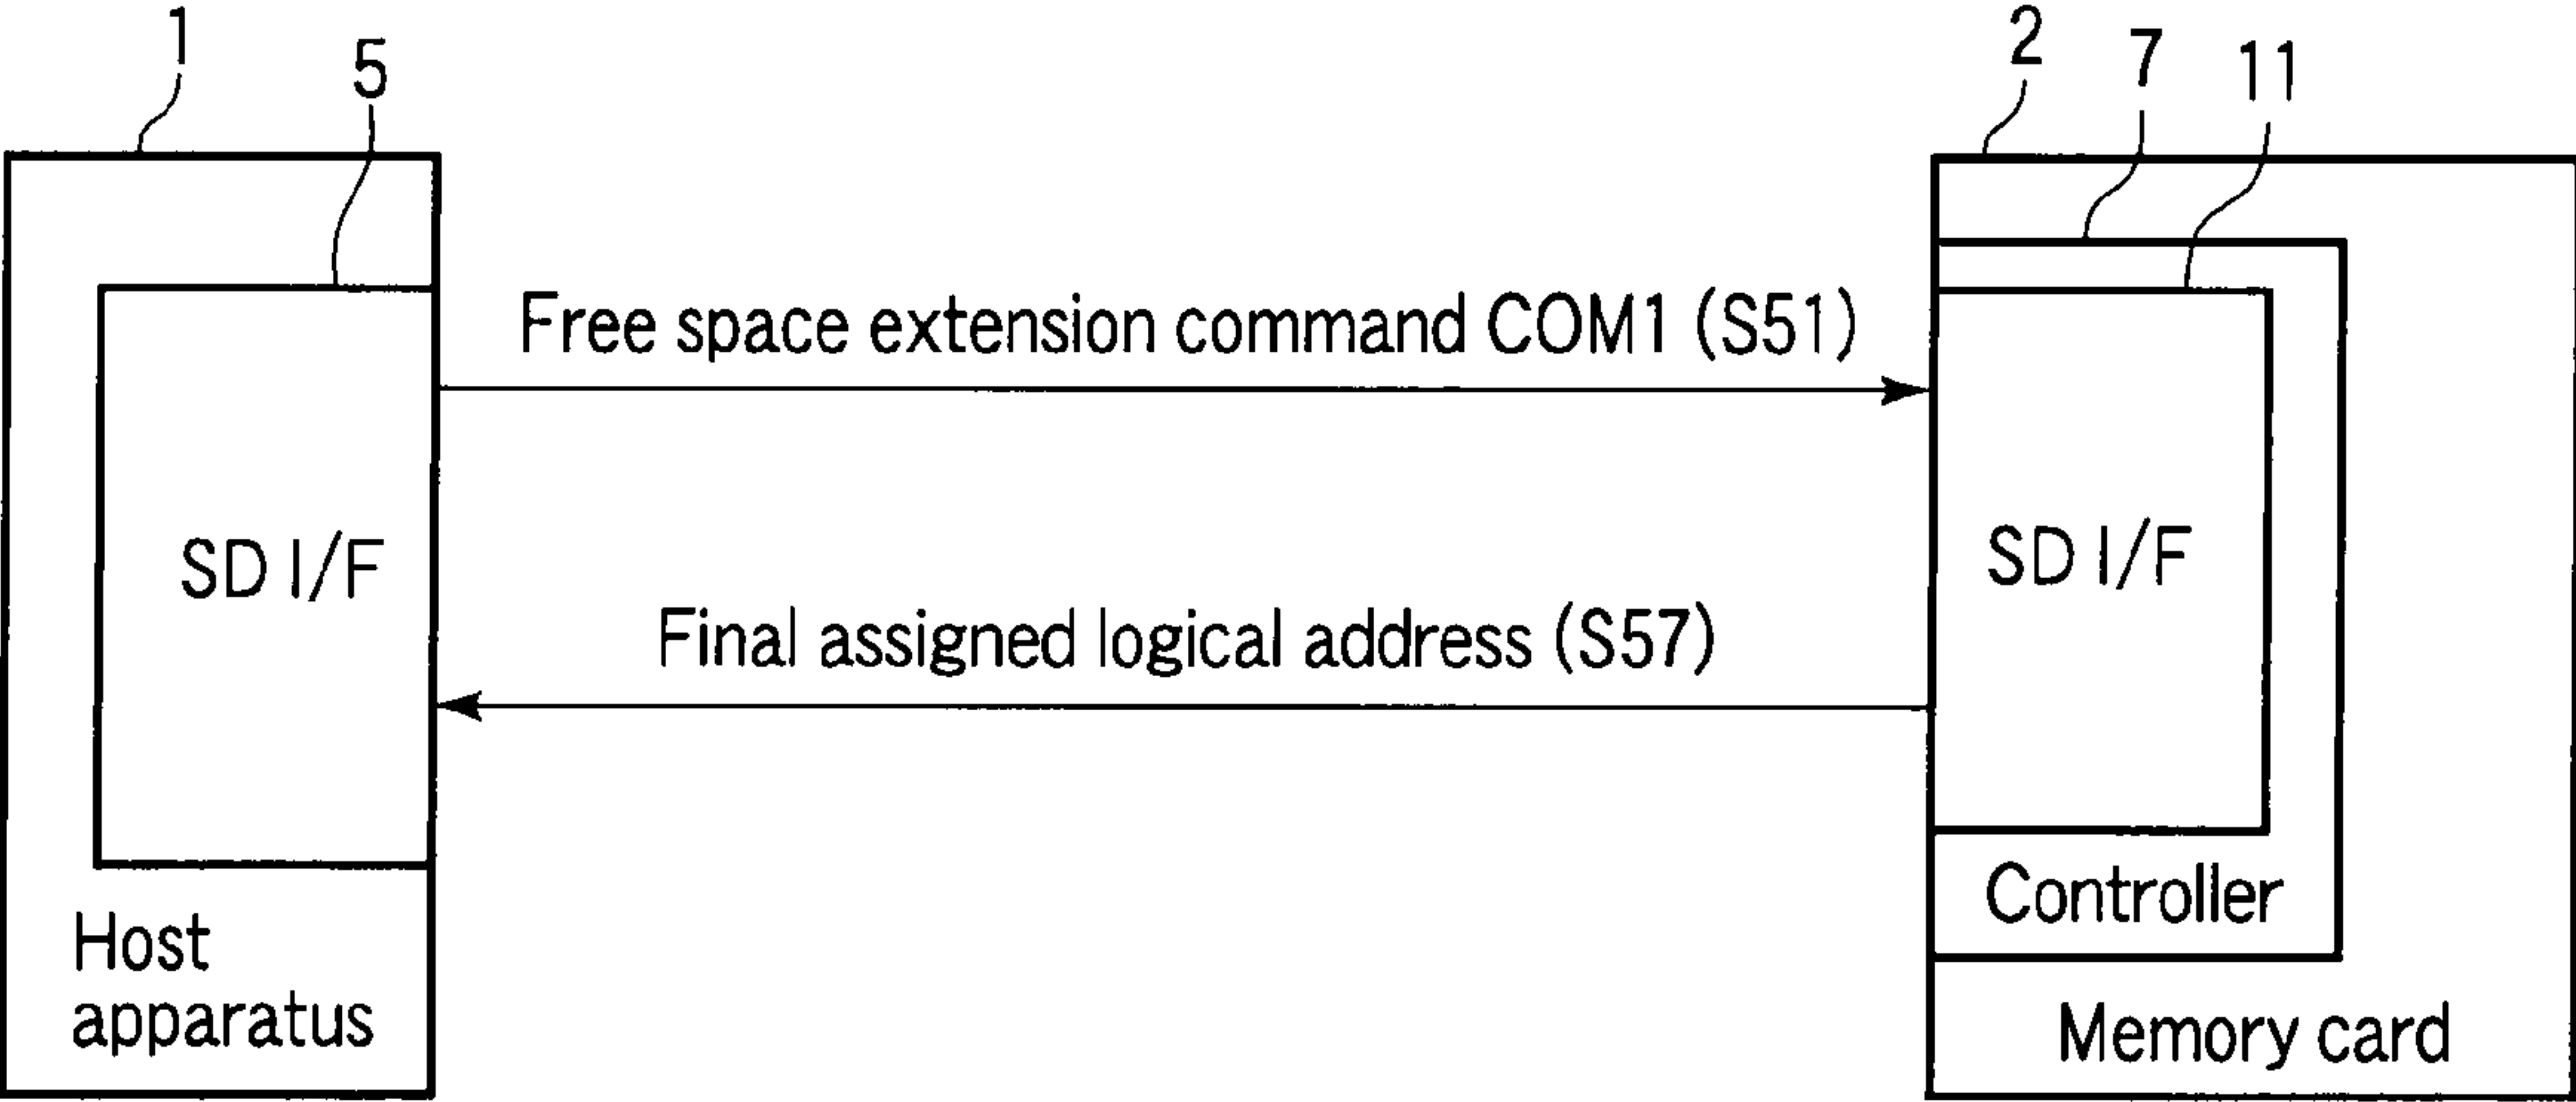 1
5
2
7
11
Free space extension command COM1 (S51)
SD I/F
SD I/F
Final assigned logical address (S57)
Controller
Host
apparatus
Memory card